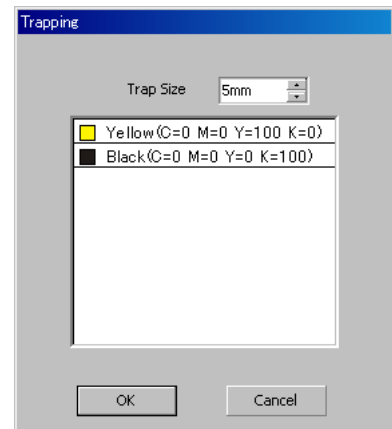 Trapping
Trap Size 5mm
Yellow(C=0 M=0 Y=100 K=0)
Black(C=0 M=0 Y=0 K=100)
OK Cancel